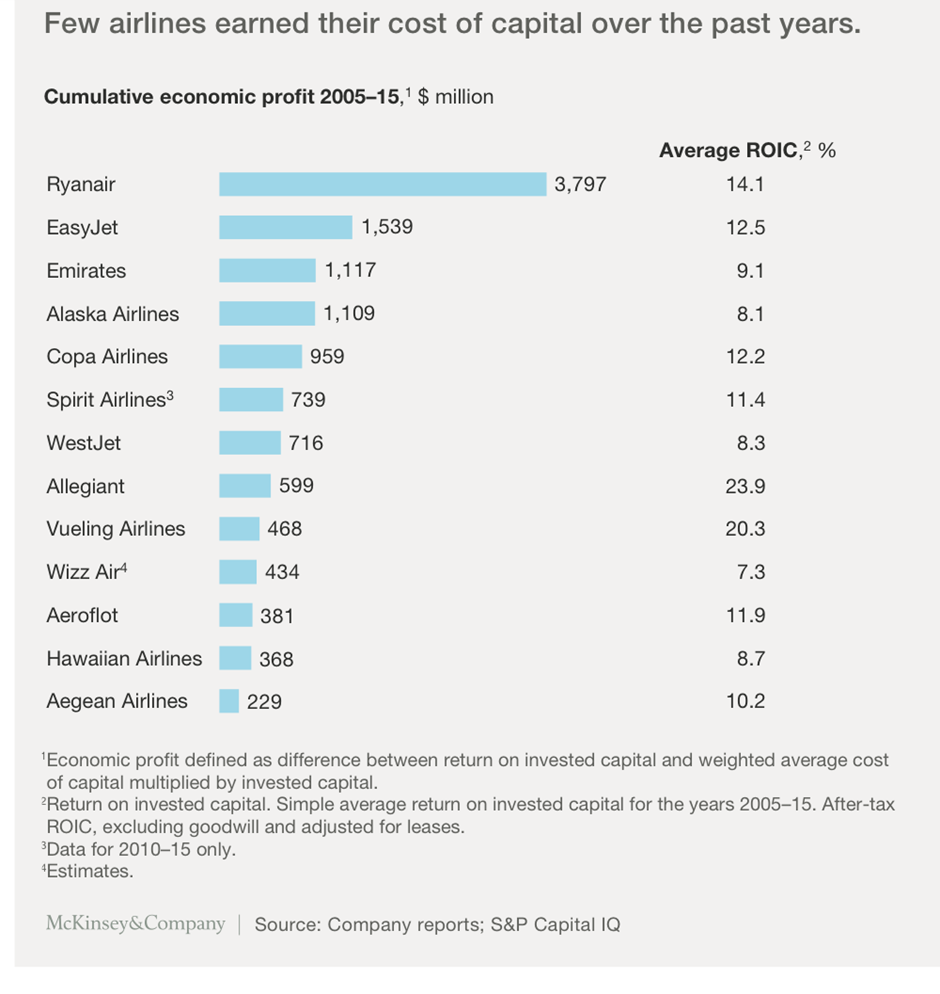 Few airlines earned their cost of capital over the past years.
Cumulative economic profit 2005–15,¹ $ million
Average ROIC,² %
Ryanair 3,797 14.1
EasyJet 1,539 12.5
Emirates 1,117 9.1
Alaska Airlines 1,109 8.1
Copa Airlines 959 12.2
Spirit Airlines³ 739 11.4
WestJet 716 8.3
Allegiant 599 23.9
Vueling Airlines 468 20.3
Wizz Air⁴ 434 7.3
Aeroflot 381 11.9
Hawaiian Airlines 368 8.7
Aegean Airlines 229 10.2
¹Economic profit defined as difference between return on invested capital and weighted average cost
of capital multiplied by invested capital.
²Return on invested capital. Simple average return on invested capital for the years 2005–15. After-tax
ROIC, excluding goodwill and adjusted for leases.
³Data for 2010–15 only.
⁴Estimates.
McKinsey&Company | Source: Company reports; S&P Capital IQ